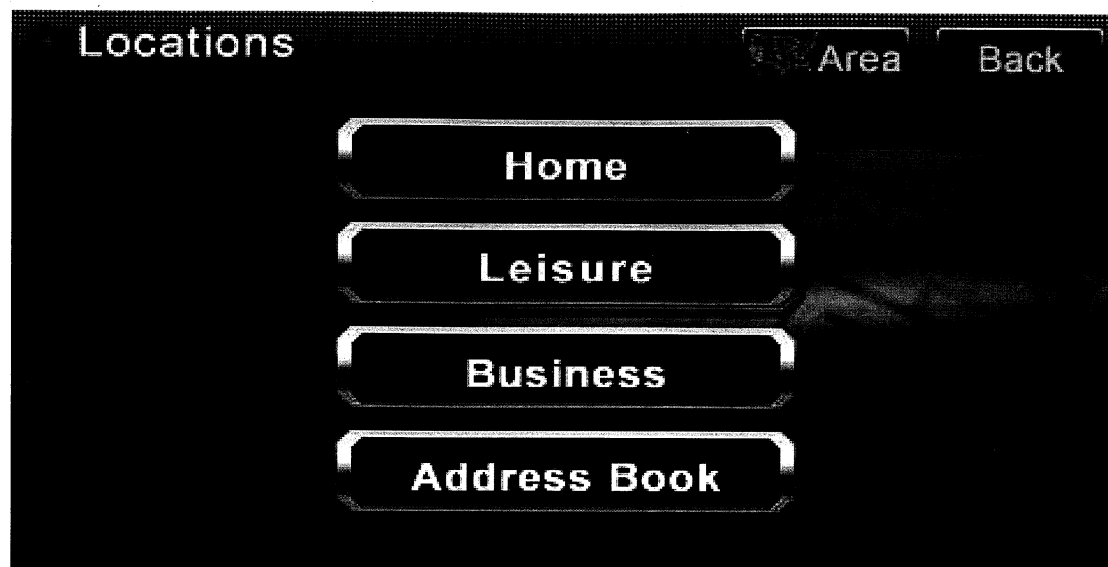 Locations
Area
Back
Home
Leisure
Business
Address Book